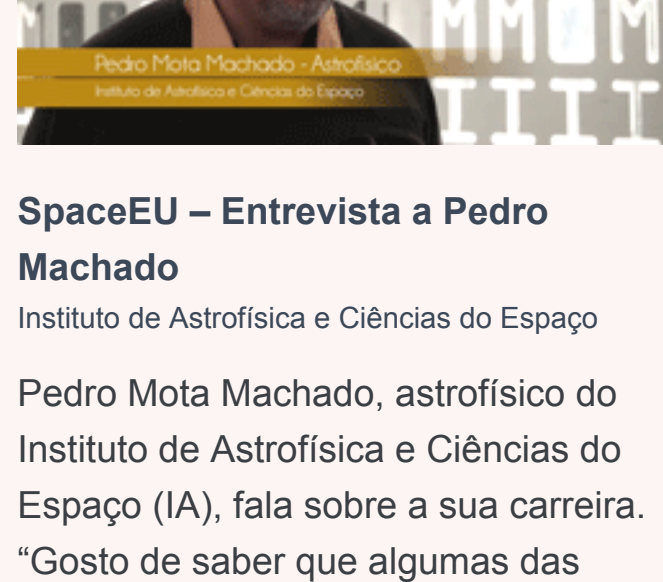 Pedro Mota Machado - Astrofísico
Instituto de Astrofísica e Ciências do Espaço
SpaceEU – Entrevista a Pedro
Machado
Instituto de Astrofísica e Ciências do Espaço
Pedro Mota Machado, astrofísico do
Instituto de Astrofísica e Ciências do
Espaço (IA), fala sobre a sua carreira.
“Gosto de saber que algumas das